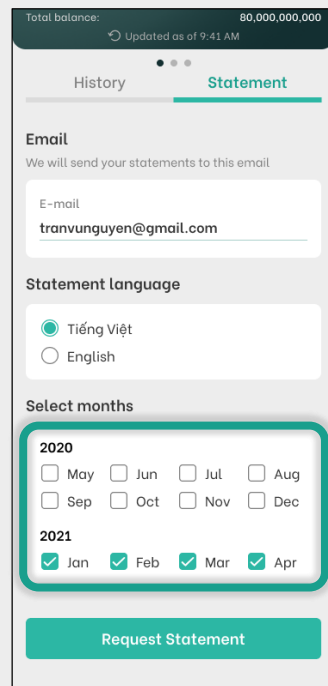 Total balance: 80,000,000,000
Updated as of 9:41 AM
History Statement
Email
We will send your statements to this email
E-mail
tranvunguyen@gmail.com
Statement language
Tiếng Việt
English
Select months
2020
May Jun Jul Aug
Sep Oct Nov Dec
2021
Jan Feb Mar Apr
Request Statement